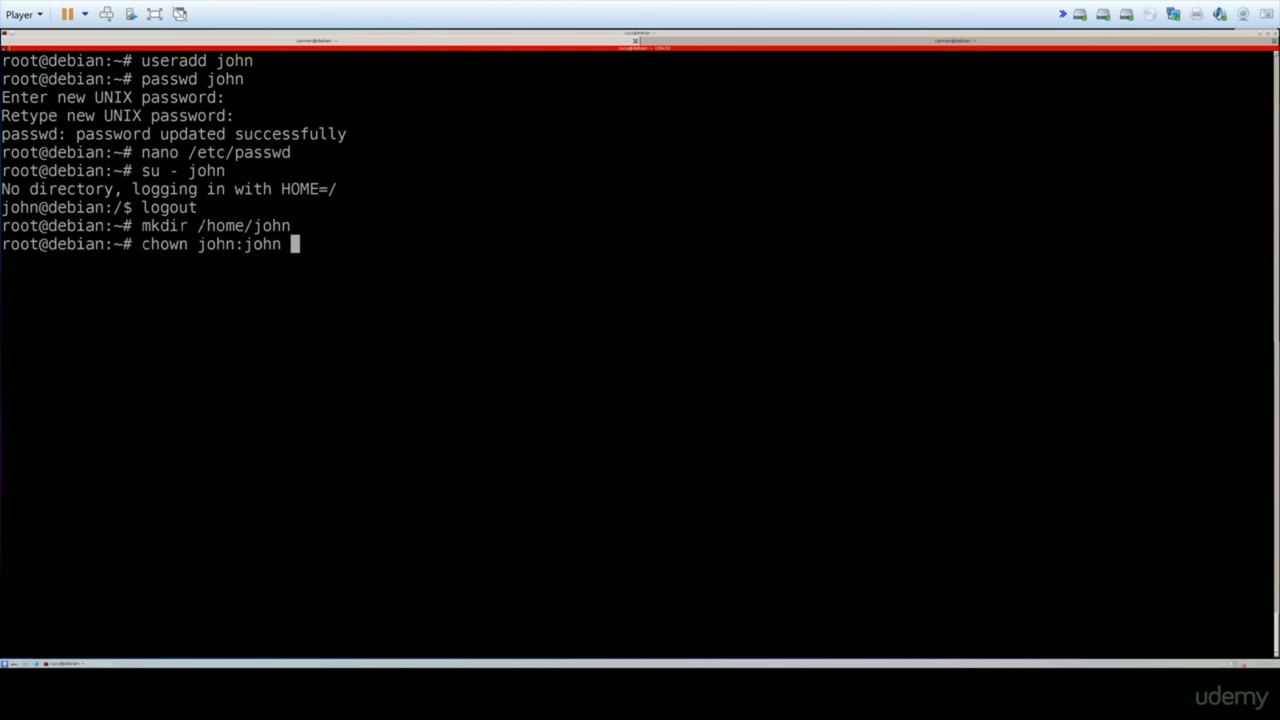 Player
root@debian:~# useradd john
root@debian:~# passwd john
Enter new UNIX password:
Retype new UNIX password:
passwd: password updated successfully
root@debian:~# nano /etc/passwd
root@debian:~# su - john
No directory, logging in with HOME=/
john@debian:/$ logout
root@debian:~# mkdir /home/john
root@debian:~# chown john:john
udemy